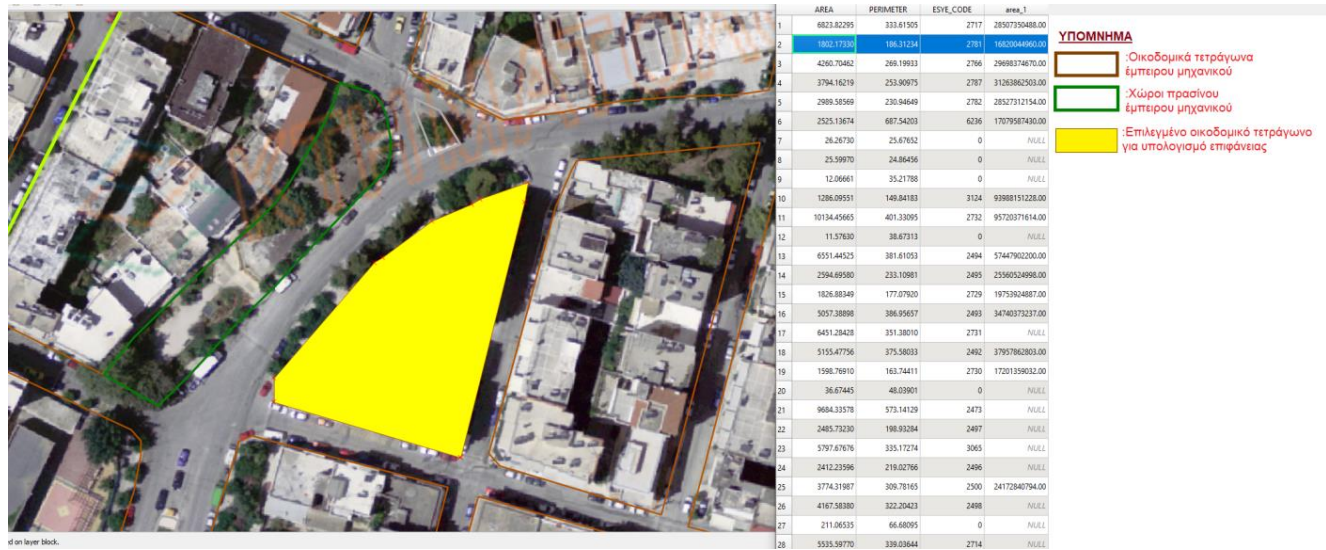 AREA PERIMETER ESYE_CODE area_1
1 6823.82295 333.61505 2717 28507350488.00
2 1802.17330 186.31234 2781 16820044960.00
3 4260.70462 269.19933 2766 29698374670.00
4 3794.16219 253.90975 2787 31263862503.00
5 2989.58569 230.94649 2782 28527312154.00
6 2525.13674 687.54203 6236 17079587430.00
7 26.26730 25.67652 0 NULL
8 25.59970 24.86456 0 NULL
9 12.06661 35.21788 0 NULL
10 1286.09551 149.84183 3124 93988151228.00
11 10134.45665 401.33095 2732 95720371614.00
12 11.57630 38.67313 0 NULL
13 6551.44525 381.61053 2494 57447902200.00
14 2594.69580 233.10981 2495 25560524998.00
15 1826.88349 177.07920 2729 19753924887.00
16 5057.38898 386.95657 2493 34740373237.00
17 6451.28428 351.38010 2731 NULL
18 5155.47756 375.58033 2492 37957862803.00
19 1598.76910 163.74411 2730 17201359032.00
20 36.67445 48.03901 0 NULL
21 9684.33578 573.14129 2473 NULL
22 2485.73230 198.93284 2497 NULL
23 5797.67676 335.17274 3065 NULL
24 2412.23596 219.02766 2496 NULL
25 3774.31987 309.78165 2500 24172840794.00
26 4167.58380 322.20423 2498 NULL
27 211.06535 66.68095 0 NULL
28 5535.59770 339.03644 2714 NULL
ΥΠΟΜΝΗΜΑ
:Οικοδομικά τετράγωνα
έμπειρου μηχανικού
:Χώροι πρασίνου
έμπειρου μηχανικού
:Επιλεγμένο οικοδομικό τετράγωνο
για υπολογισμό επιφάνειας
ed on layer block.